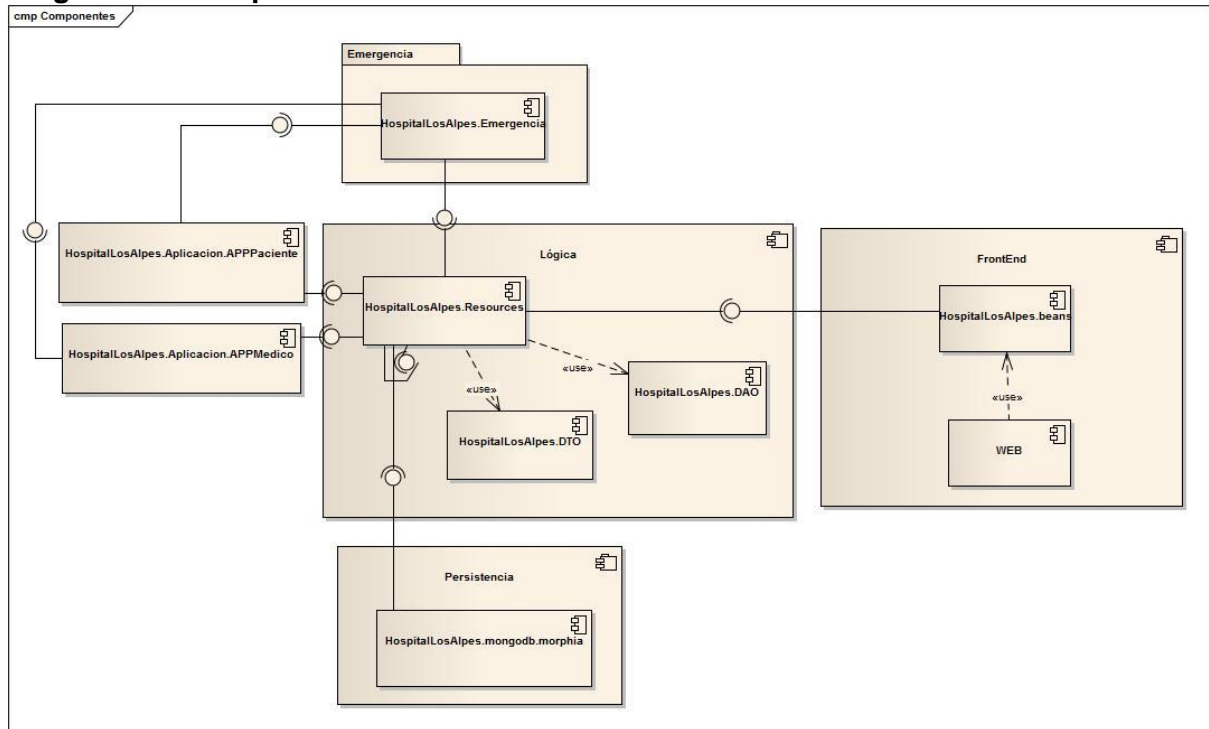 cmp Componentes
Emergencia
HospitalLosAlpes.Emergencia
HospitalLosAlpes.Aplicacion.APPPaciente
HospitalLosAlpes.Aplicacion.APPMedico
Lógica
HospitalLosAlpes.Resources
«use»
«use»
HospitalLosAlpes.DAO
HospitalLosAlpes.DTO
FrontEnd
HospitalLosAlpes.beans
«use»
WEB
Persistencia
HospitalLosAlpes.mongodb.morphia